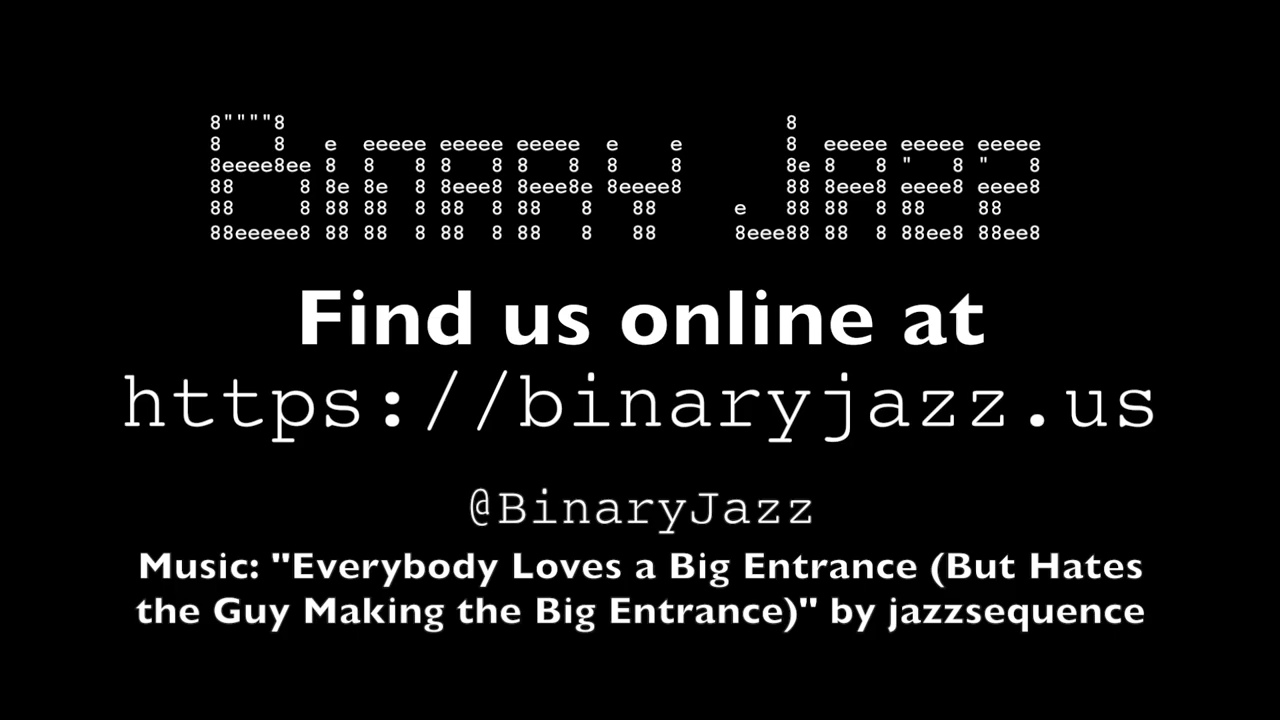 Binary Jazz
Find us online at
https://binaryjazz.us
@BinaryJazz
Music: "Everybody Loves a Big Entrance (But Hates
the Guy Making the Big Entrance)" by jazzsequence